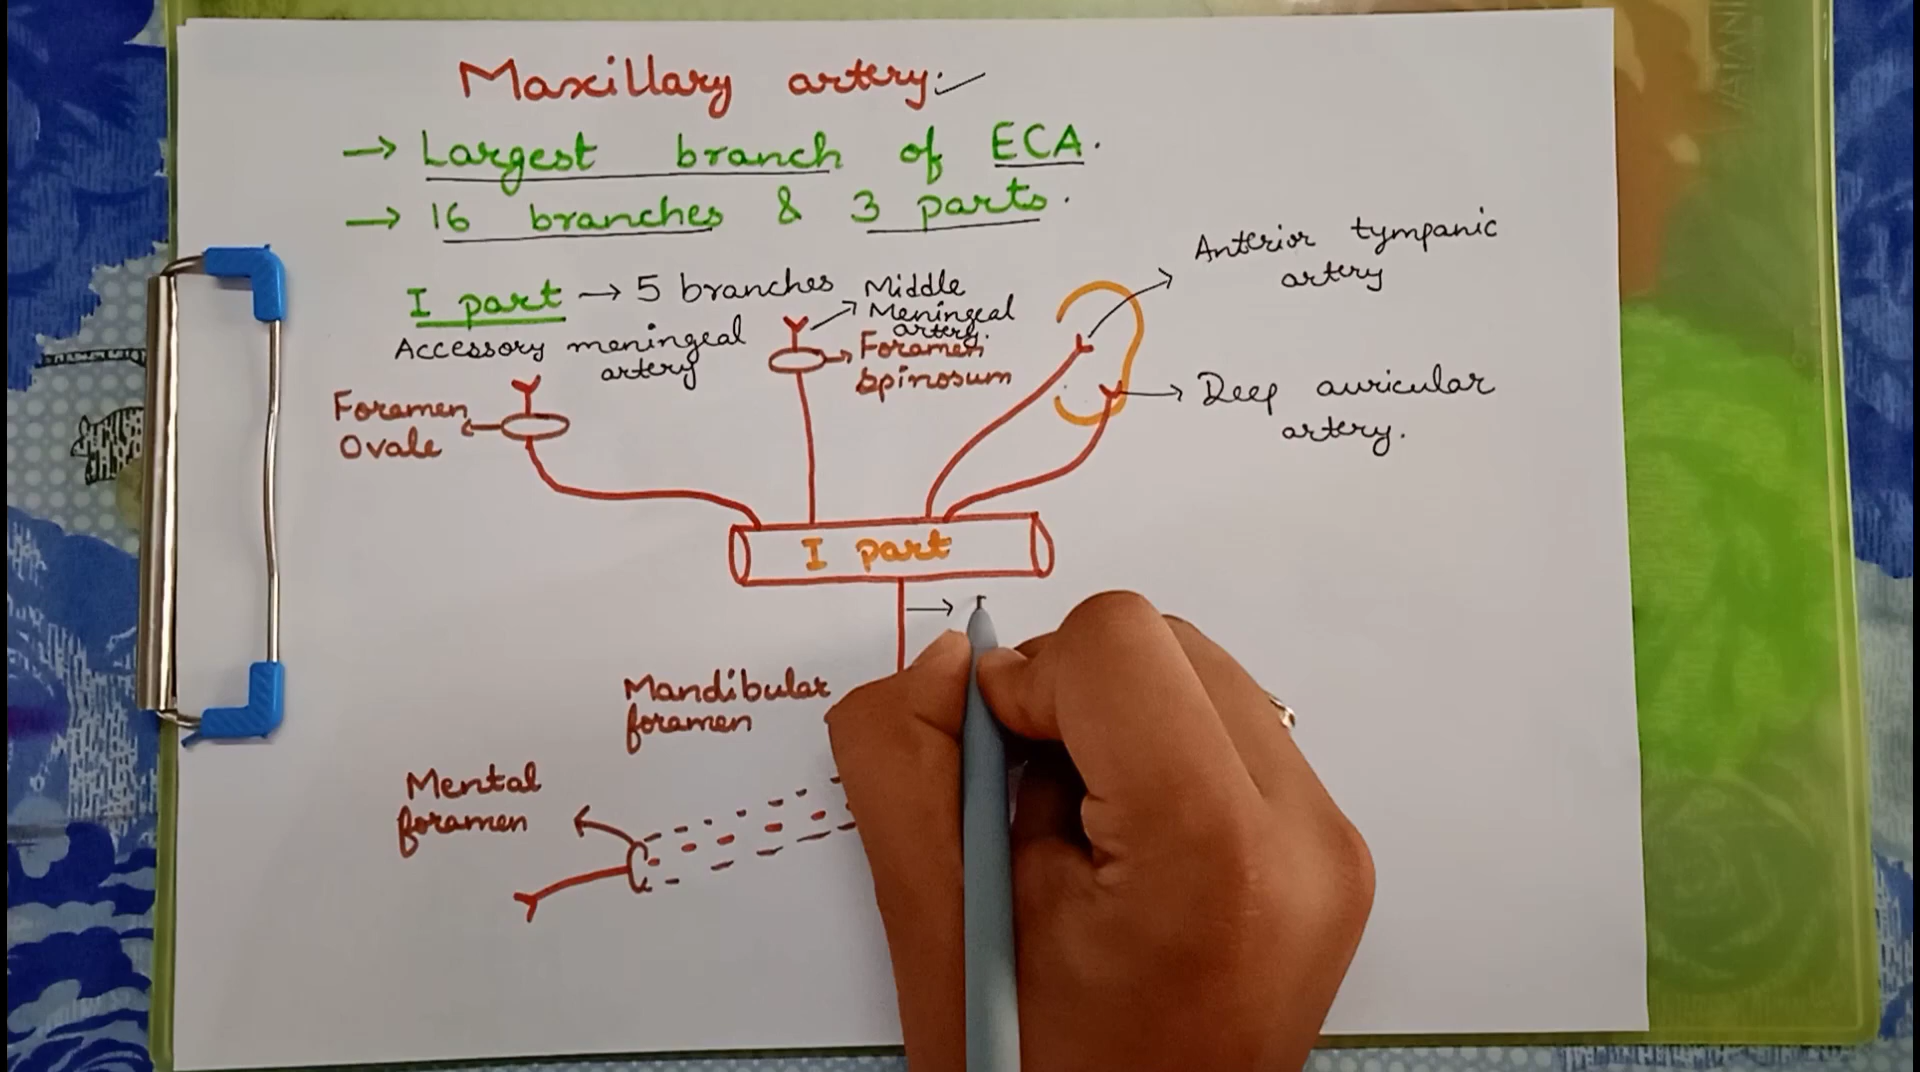 Maxillary artery.
→ Largest branch of ECA.
→ 16 branches & 3 parts.
I part → 5 branches
Accessory meningeal
artery
Middle
Meningeal
artery.
Foramen
Spinosum
Anterior tympanic
artery
Deep auricular
artery.
Foramen
Ovale
I part
Mandibular
foramen
Mental
foramen